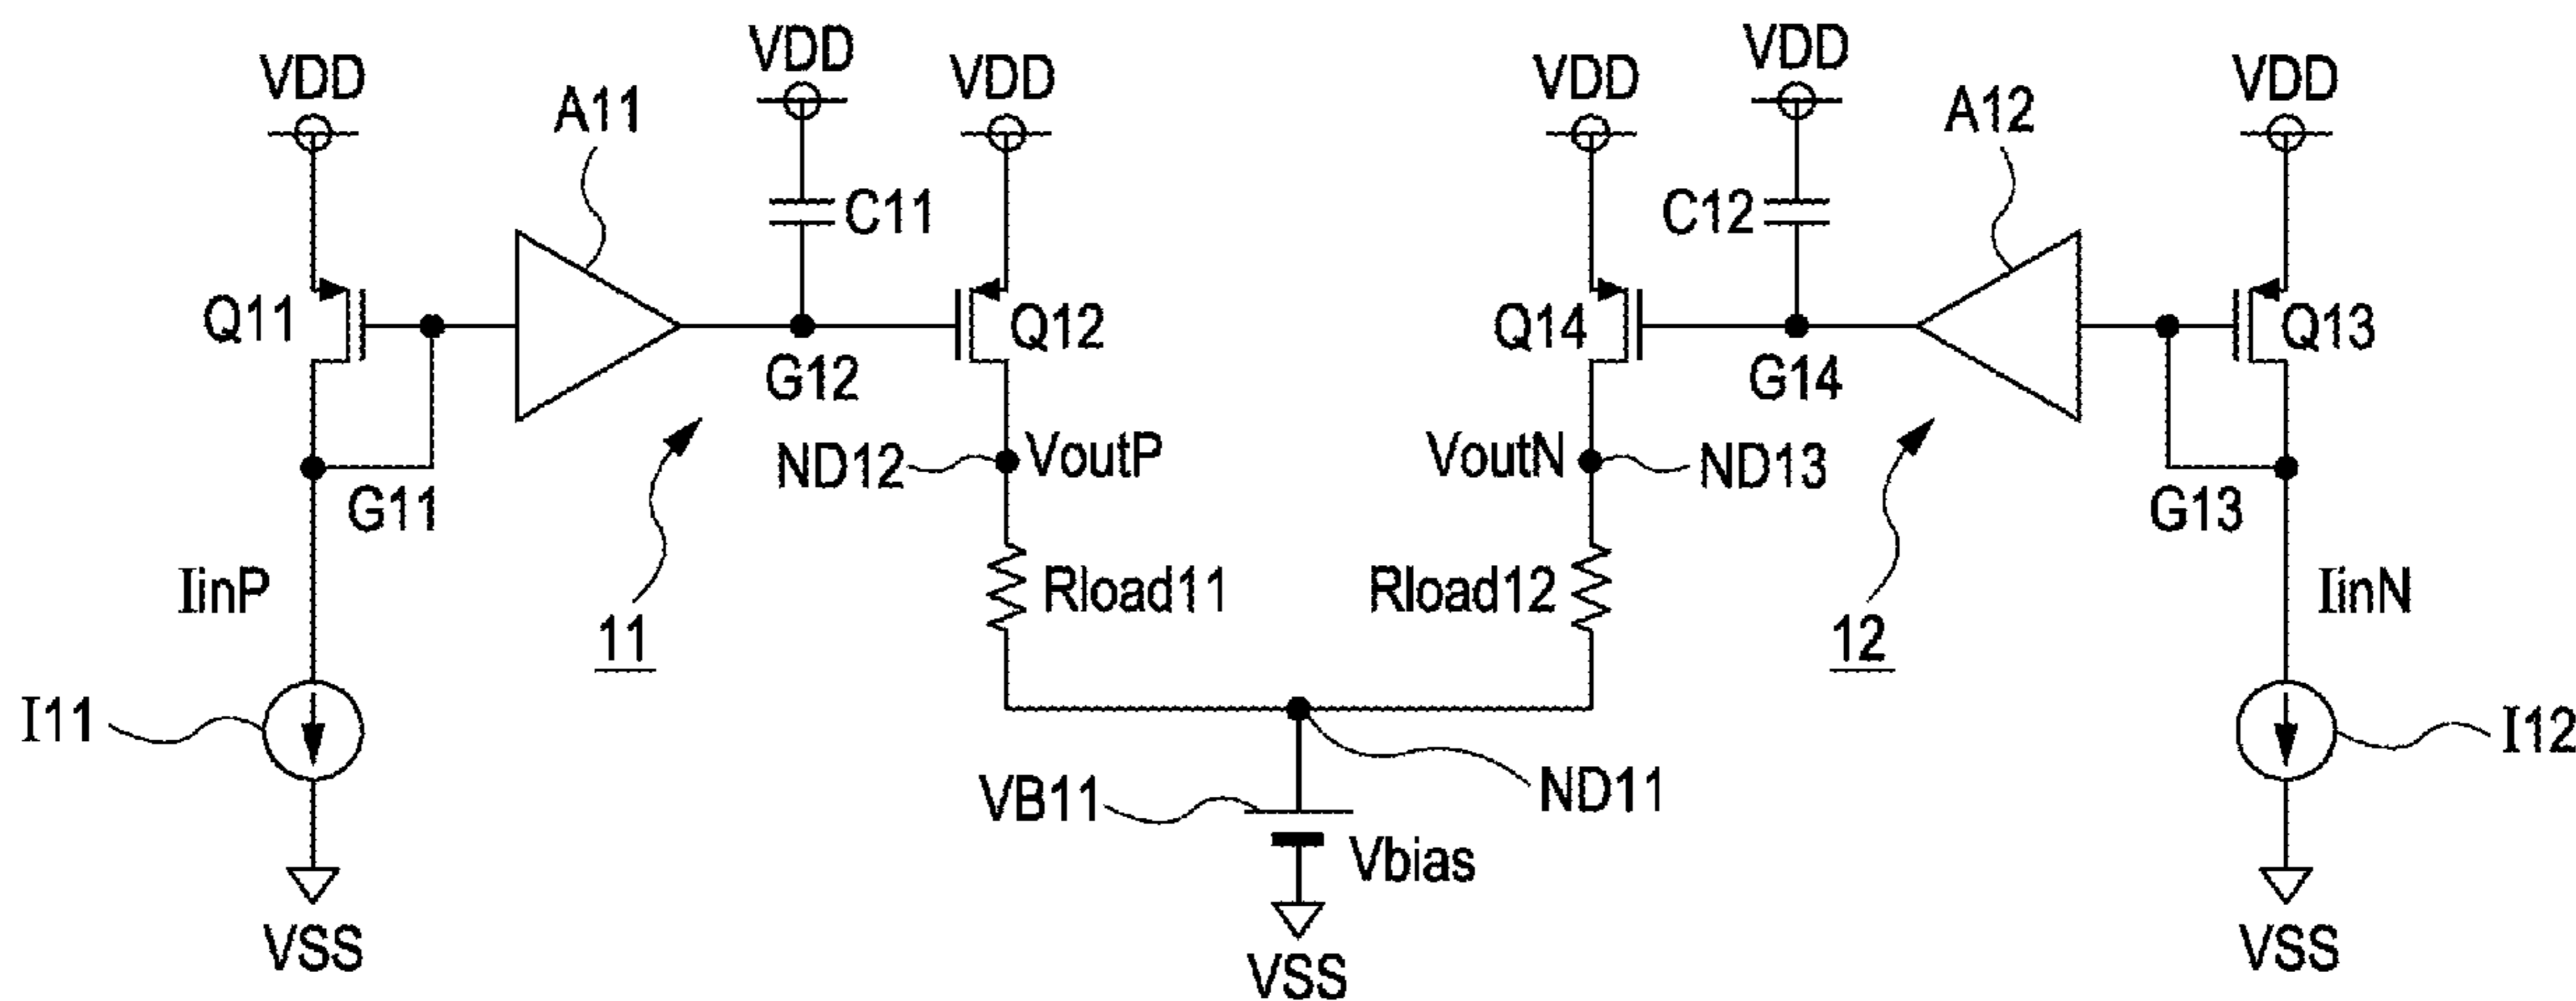 VDD
VDD
VDD
VDD
VDD
VDD
A11
A12
C11
C12
Q11
Q12
Q14
Q13
G12
G14
ND12
VoutP
VoutN
ND13
G11
G13
IinP
11
Rload11
Rload12
12
IinN
I11
I12
VB11
ND11
Vbias
VSS
VSS
VSS